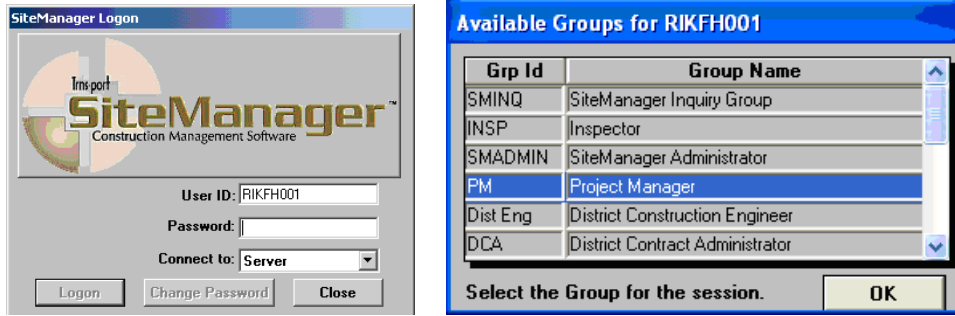 SiteManager Logon
Trns·port
SiteManager™
Construction Management Software
User ID: RIKFH001
Password:
Connect to: Server
Logon Change Password Close
Available Groups for RIKFH001
Grp Id Group Name
SMINQ SiteManager Inquiry Group
INSP Inspector
SMADMIN SiteManager Administrator
PM Project Manager
Dist Eng District Construction Engineer
DCA District Contract Administrator
Select the Group for the session. OK